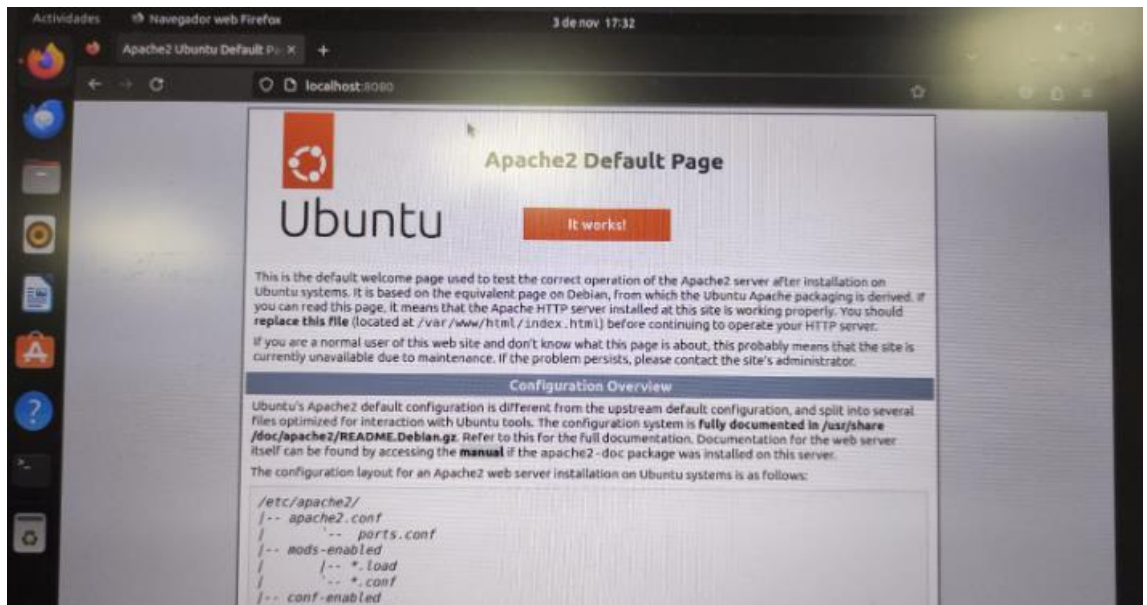 Actividades
Navegador web Firefox
3 de nov 17:32
Apache2 Ubuntu Default Pa
localhost:8080
Apache2 Default Page
Ubuntu
It works!
This is the default welcome page used to test the correct operation of the Apache2 server after installation on
Ubuntu systems. It is based on the equivalent page on Debian, from which the Ubuntu Apache packaging is derived. If
you can read this page, it means that the Apache HTTP server installed at this site is working properly. You should
replace this file (located at /var/www/html/index.html) before continuing to operate your HTTP server.
If you are a normal user of this web site and don't know what this page is about, this probably means that the site is
currently unavailable due to maintenance. If the problem persists, please contact the site's administrator.
Configuration Overview
Ubuntu's Apache2 default configuration is different from the upstream default configuration, and split into several
files optimized for interaction with Ubuntu tools. The configuration system is fully documented in /usr/share
/doc/apache2/README.Debian.gz. Refer to this for the full documentation. Documentation for the web server
itself can be found by accessing the manual if the apache2-doc package was installed on this server.
The configuration layout for an Apache2 web server installation on Ubuntu systems is as follows:
/etc/apache2/
|-- apache2.conf
|       `-- ports.conf
|-- mods-enabled
|       |-- *.load
|       `-- *.conf
|-- conf-enabled